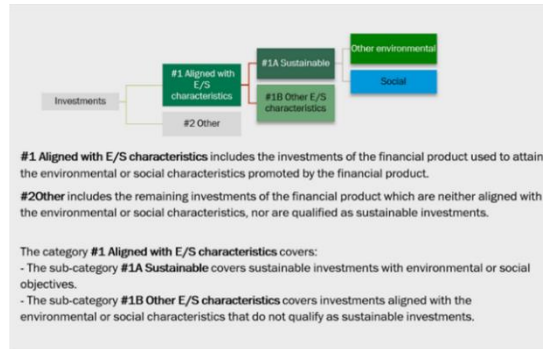 Other environmental
#1A Sustainable
#1 Aligned with
E/S
characteristics
Social
Investments
#1B Other E/S
characteristics
#2 Other
#1 Aligned with E/S characteristics includes the investments of the financial product used to attain
the environmental or social characteristics promoted by the financial product.
#2Other includes the remaining investments of the financial product which are neither aligned with
the environmental or social characteristics, nor are qualified as sustainable investments.
The category #1 Aligned with E/S characteristics covers:
- The sub-category #1A Sustainable covers sustainable investments with environmental or social
objectives.
- The sub-category #1B Other E/S characteristics covers investments aligned with the
environmental or social characteristics that do not qualify as sustainable investments.